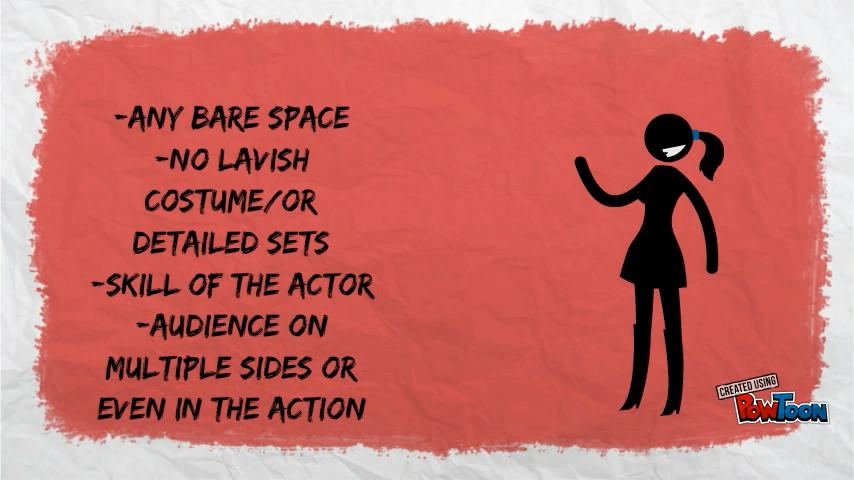 -ANY BARE SPACE
-NO LAVISH
COSTUME/OR
DETAILED SETS
-SKILL OF THE ACTOR
-AUDIENCE ON
MULTIPLE SIDES OR
EVEN IN THE ACTION
CREATED USING
POWTOON